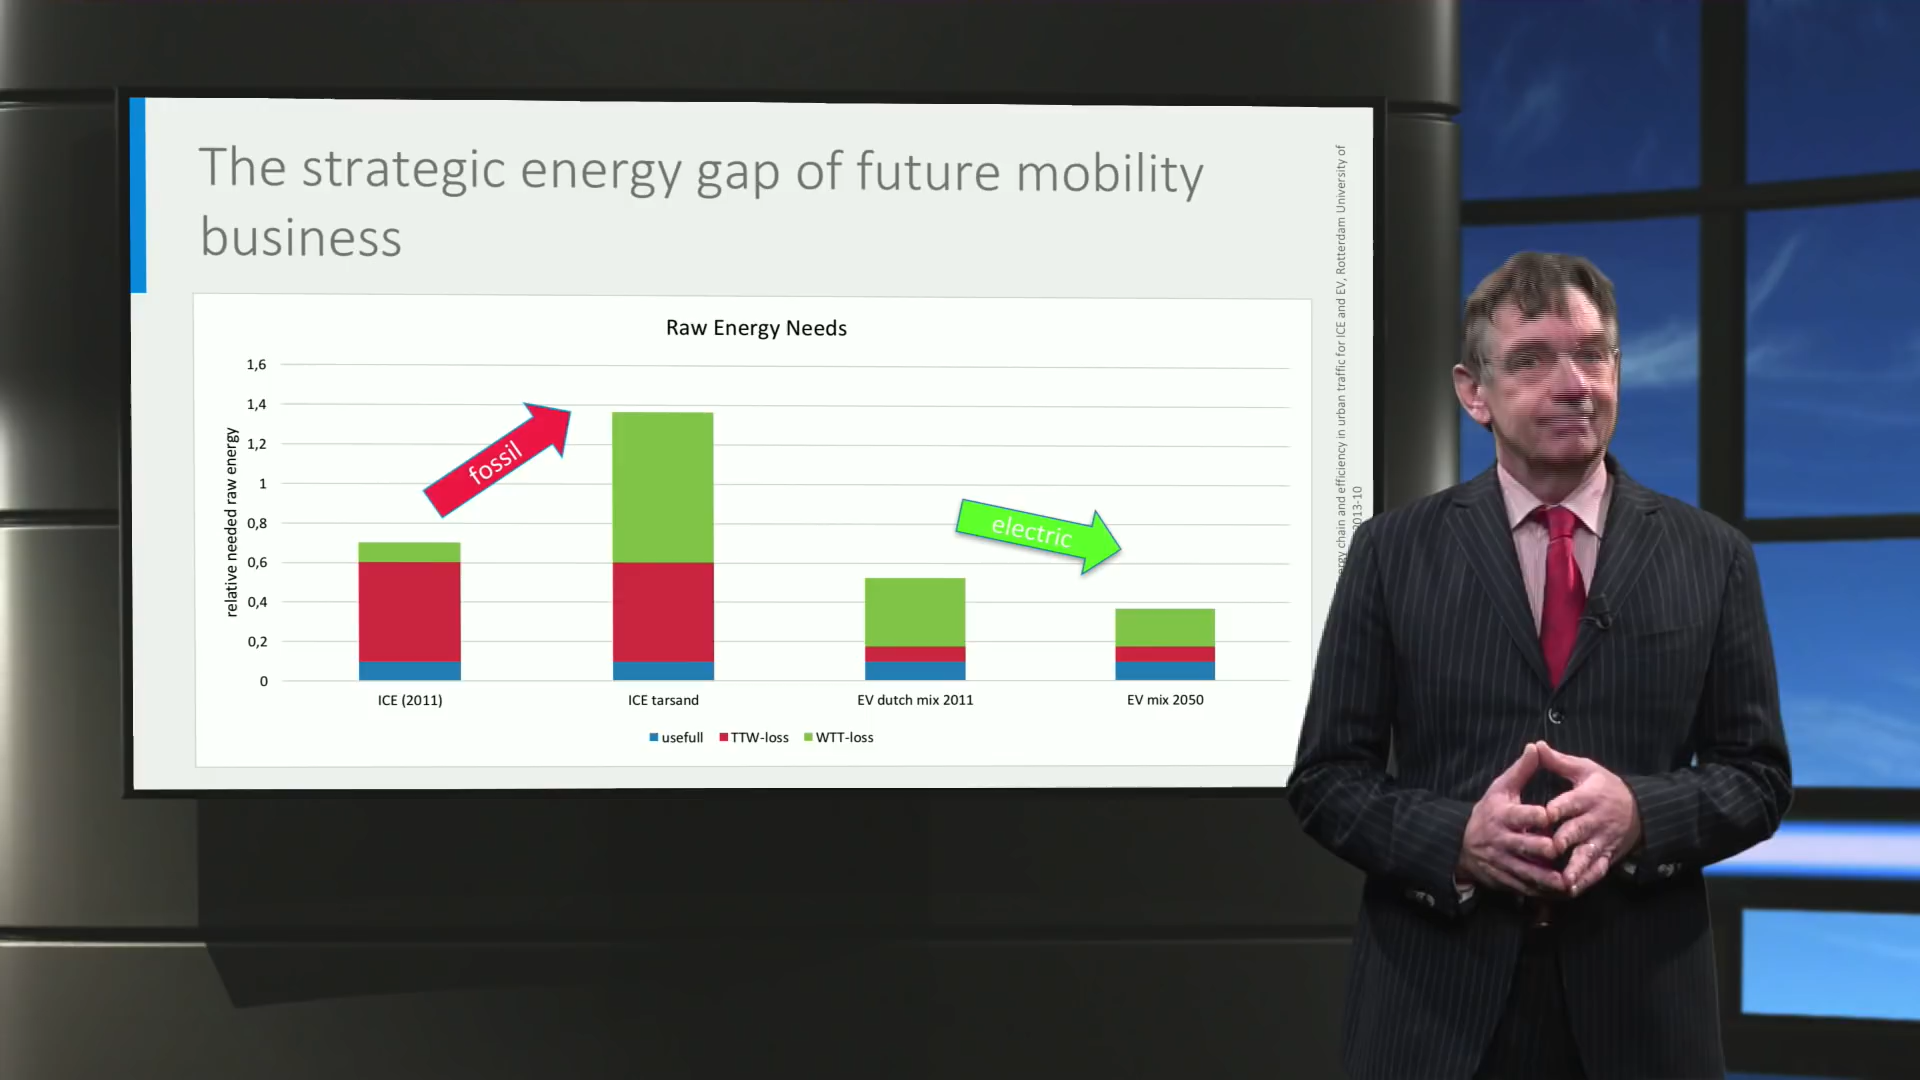 The strategic energy gap of future mobility
business
Raw Energy Needs
relative needed raw energy
1,6
1,4
1,2
1
0,8
0,6
0,4
0,2
0
fossil
electric
ICE (2011)
ICE tarsand
EV dutch mix 2011
EV mix 2050
usefull TTW-loss WTT-loss
chain and efficiency in urban traffic for ICE and EV, Rotterdam University of
2013-10